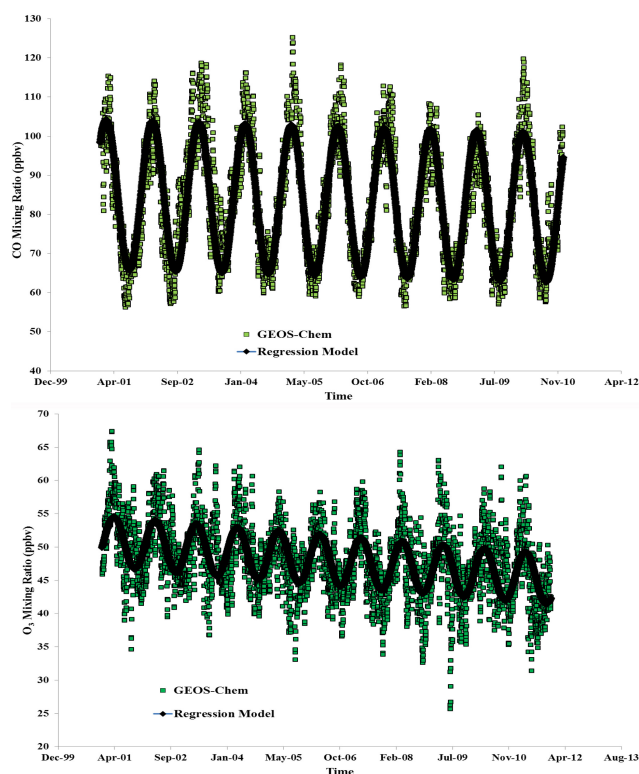 130
120
110
100
90
80
70
60
50
40
CO Mixing Ratio (ppbv)
GEOS-Chem
Regression Model
Dec-99 Apr-01 Sep-02 Jan-04 May-05 Oct-06 Feb-08 Jul-09 Nov-10 Apr-12
Time
70
65
60
55
50
45
40
35
30
25
20
O3 Mixing Ratio (ppbv)
GEOS-Chem
Regression Model
Dec-99 Apr-01 Sep-02 Jan-04 May-05 Oct-06 Feb-08 Jul-09 Nov-10 Apr-12 Aug-13
Time